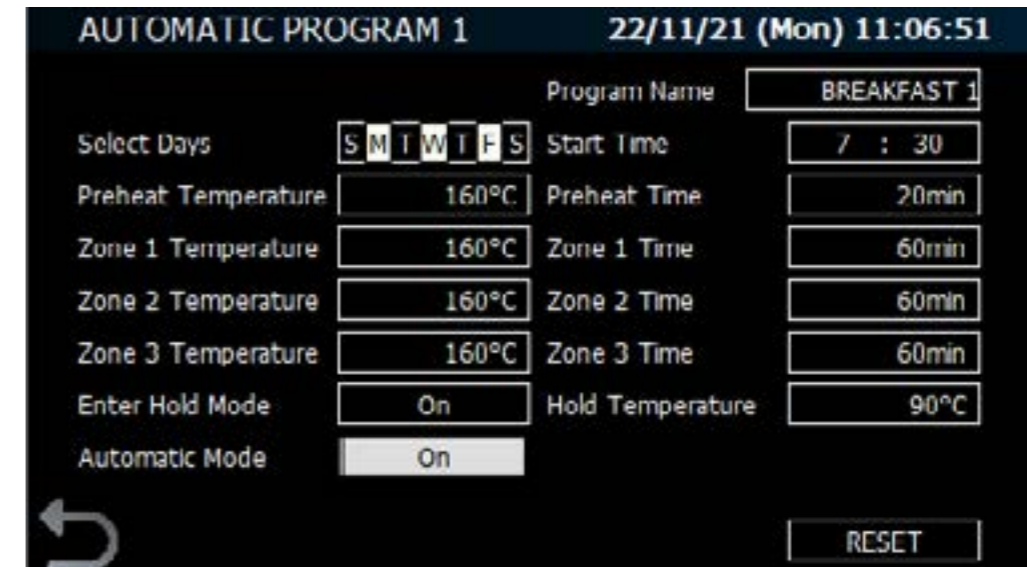 AUTOMATIC PROGRAM 1 22/11/21 (Mon) 11:06:51
Program Name BREAKFAST 1
Select Days S M T W T F S Start Time 7 : 30
Preheat Temperature 160°C Preheat Time 20min
Zone 1 Temperature 160°C Zone 1 Time 60min
Zone 2 Temperature 160°C Zone 2 Time 60min
Zone 3 Temperature 160°C Zone 3 Time 60min
Enter Hold Mode On Hold Temperature 90°C
Automatic Mode On
RESET